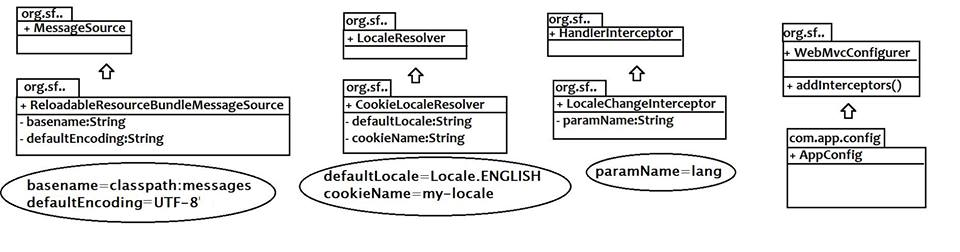 org.sf..
+ MessageSource
org.sf..
+ ReloadableResourceBundleMessageSource
- basename:String
- defaultEncoding:String
basename=classpath:messages
defaultEncoding=UTF-8'
org.sf..
+ LocaleResolver
org.sf..
+ CookieLocaleResolver
- defaultLocale:String
- cookieName:String
defaultLocale=Locale.ENGLISH
cookieName=my-locale
org.sf..
+ HandlerInterceptor
org.sf..
+ LocaleChangeInterceptor
- paramName:String
paramName=lang
org.sf..
+ WebMvcConfigurer
+ addInterceptors()
com.app.config
+ AppConfig